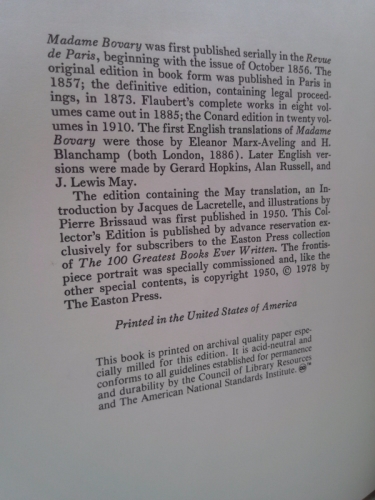 Madame Bovary was first published serially in the Revue
de Paris, beginning with the issue of October 1856. The
original edition in book form was published in Paris in
1857; the definitive edition, containing legal proceed-
ings, in 1873. Flaubert's complete works in eight vol-
umes came out in 1885; the Conard edition in twenty vol-
umes in 1910. The first English translations of Madame
Bovary were those by Eleanor Marx-Aveling and H.
Blanchamp (both London, 1886). Later English ver-
sions were made by Gerard Hopkins, Alan Russell, and
J. Lewis May.
The edition containing the May translation, an In-
troduction by Jacques de Lacretelle, and illustrations by
Pierre Brissaud was first published in 1950. This Col-
lector's Edition is published by advance reservation ex-
clusively for subscribers to the Easton Press collection
of The 100 Greatest Books Ever Written. The frontis-
piece portrait was specially commissioned and, like the
other special contents, is copyright 1950, © 1978 by
The Easton Press.
Printed in the United States of America
This book is printed on archival quality paper espe-
cially milled for this edition. It is acid-neutral and
conforms to all guidelines established for permanence
and durability by the Council of Library Resources
and The American National Standards Institute. ∞™